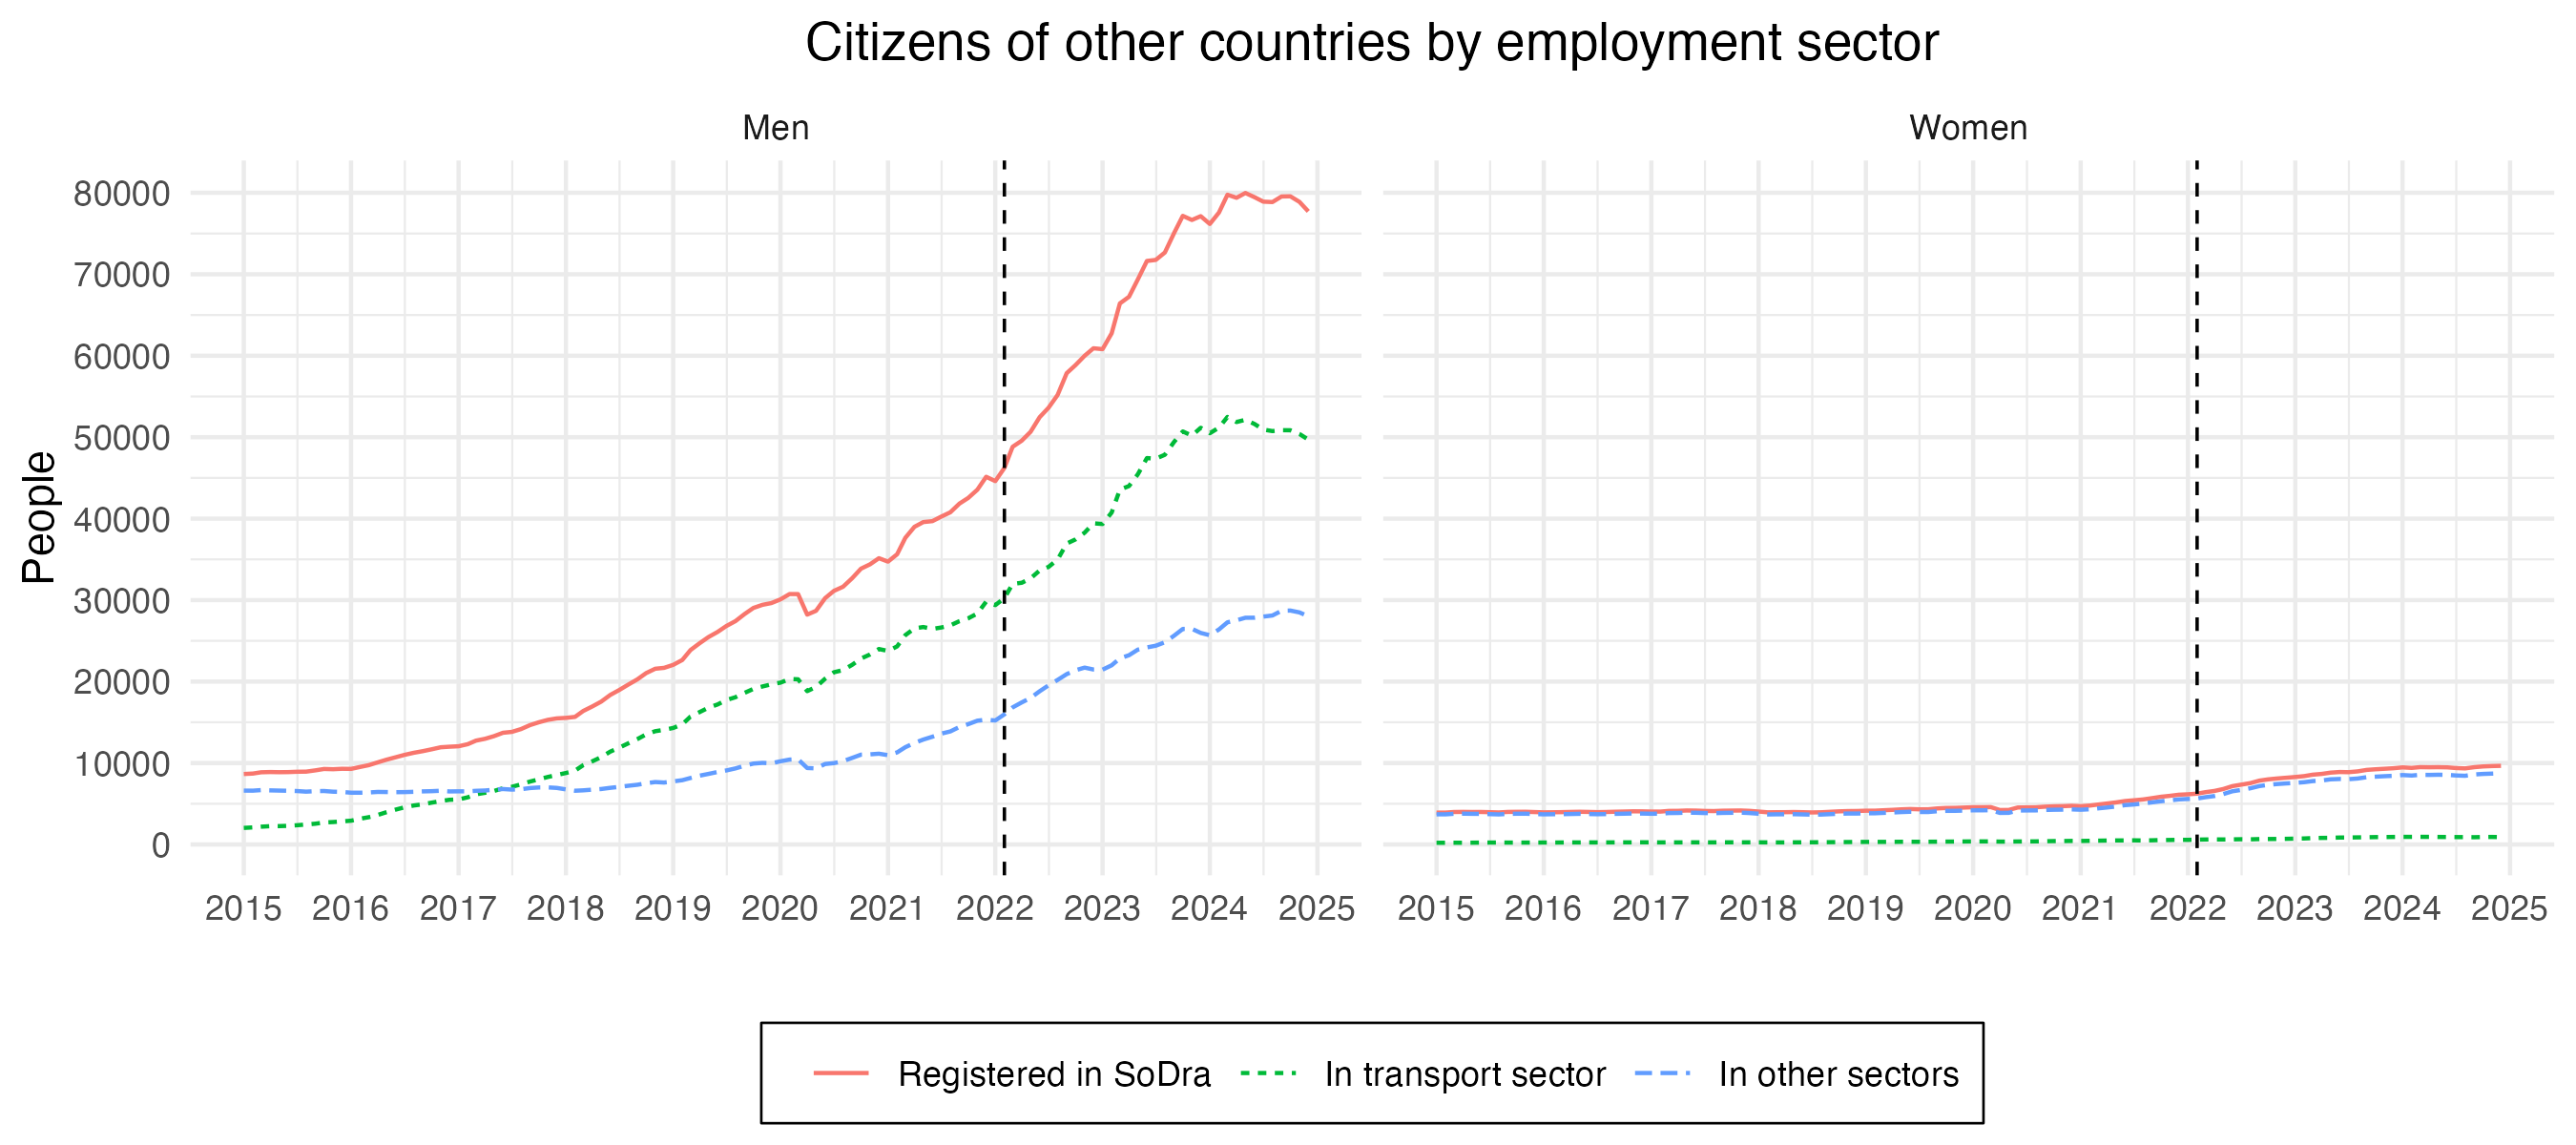 Citizens of other countries by employment sector
Men
Women
People
80000
70000
60000
50000
40000
30000
20000
10000
0
2015 2016 2017 2018 2019 2020 2021 2022 2023 2024 2025
2015 2016 2017 2018 2019 2020 2021 2022 2023 2024 2025
Registered in SoDra In transport sector In other sectors